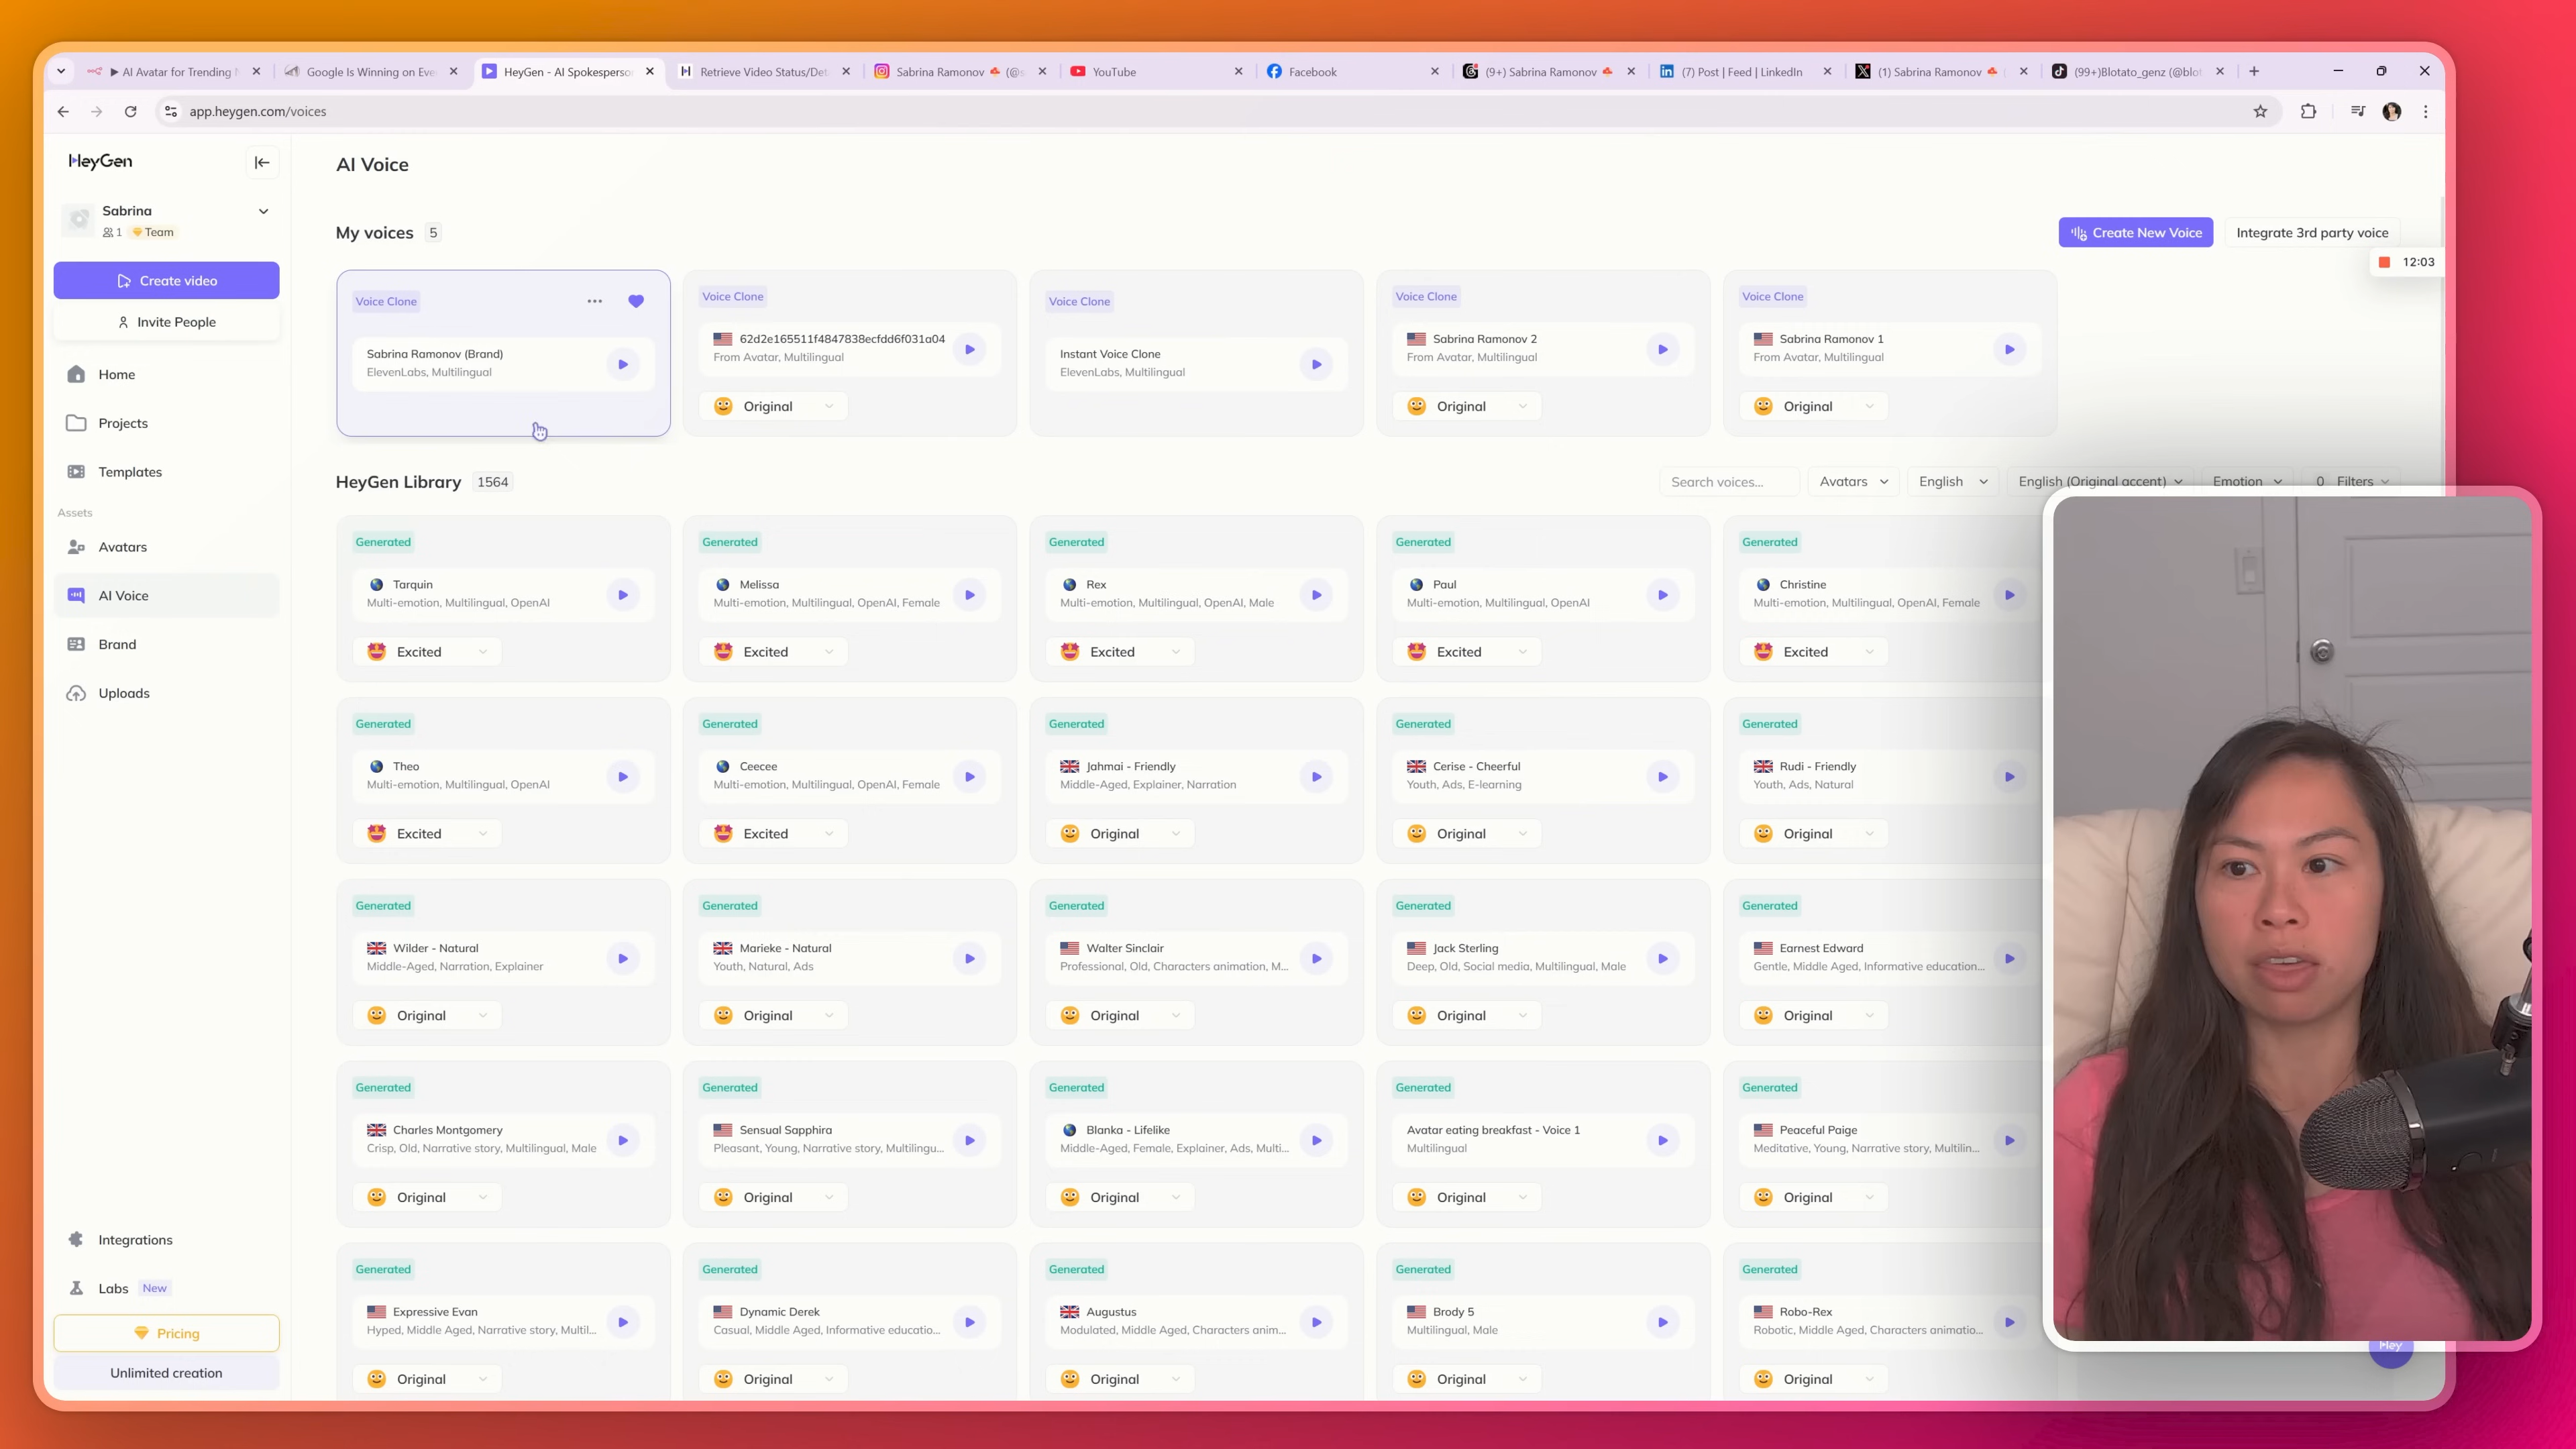 ▶ AI Avatar for Trending
Google Is Winning on Eve
HeyGen - AI Spokesperson
Retrieve Video Status/Det
Sabrina Ramonov
YouTube
Facebook
(9+) Sabrina Ramonov
(7) Post | Feed | LinkedIn
(1) Sabrina Ramonov
(99+)Blotato_genz (@blot
app.heygen.com/voices
HeyGen
Sabrina
1 Team
Create video
Invite People
Home
Projects
Templates
Assets
Avatars
AI Voice
Brand
Uploads
Integrations
Labs New
Pricing
Unlimited creation
AI Voice
My voices 5
Create New Voice
Integrate 3rd party voice
12:03
Voice Clone
Sabrina Ramonov (Brand)
ElevenLabs, Multilingual
Voice Clone
62d2e165511f4847838ecfdd6f031a04
From Avatar, Multilingual
Original
Voice Clone
Instant Voice Clone
ElevenLabs, Multilingual
Voice Clone
Sabrina Ramonov 2
From Avatar, Multilingual
Original
Voice Clone
Sabrina Ramonov 1
From Avatar, Multilingual
Original
HeyGen Library 1564
Search voices...
Avatars
English
English (Original accent)
Emotion
0 Filters
Generated
Tarquin
Multi-emotion, Multilingual, OpenAI
Excited
Generated
Melissa
Multi-emotion, Multilingual, OpenAI, Female
Excited
Generated
Rex
Multi-emotion, Multilingual, OpenAI, Male
Excited
Generated
Paul
Multi-emotion, Multilingual, OpenAI
Excited
Generated
Christine
Multi-emotion, Multilingual, OpenAI, Female
Excited
Generated
Theo
Multi-emotion, Multilingual, OpenAI
Excited
Generated
Ceecee
Multi-emotion, Multilingual, OpenAI, Female
Excited
Generated
Jahmai - Friendly
Middle-Aged, Explainer, Narration
Original
Generated
Cerise - Cheerful
Youth, Ads, E-learning
Original
Generated
Rudi - Friendly
Youth, Ads, Natural
Original
Generated
Wilder - Natural
Middle-Aged, Narration, Explainer
Original
Generated
Marieke - Natural
Youth, Natural, Ads
Original
Generated
Walter Sinclair
Professional, Old, Characters animation, M...
Original
Generated
Jack Sterling
Deep, Old, Social media, Multilingual, Male
Original
Generated
Earnest Edward
Gentle, Middle Aged, Informative education...
Original
Generated
Charles Montgomery
Crisp, Old, Narrative story, Multilingual, Male
Original
Generated
Sensual Sapphira
Pleasant, Young, Narrative story, Multilingu...
Original
Generated
Blanka - Lifelike
Middle-Aged, Female, Explainer, Ads, Multi...
Original
Generated
Avatar eating breakfast - Voice 1
Multilingual
Original
Generated
Peaceful Paige
Meditative, Young, Narrative story, Multilin...
Original
Generated
Expressive Evan
Hyped, Middle Aged, Narrative story, Multil...
Original
Generated
Dynamic Derek
Casual, Middle Aged, Informative educatio...
Original
Generated
Augustus
Modulated, Middle Aged, Characters anim...
Original
Generated
Brody 5
Multilingual, Male
Original
Generated
Robo-Rex
Robotic, Middle Aged, Characters animatio...
Original
Hey